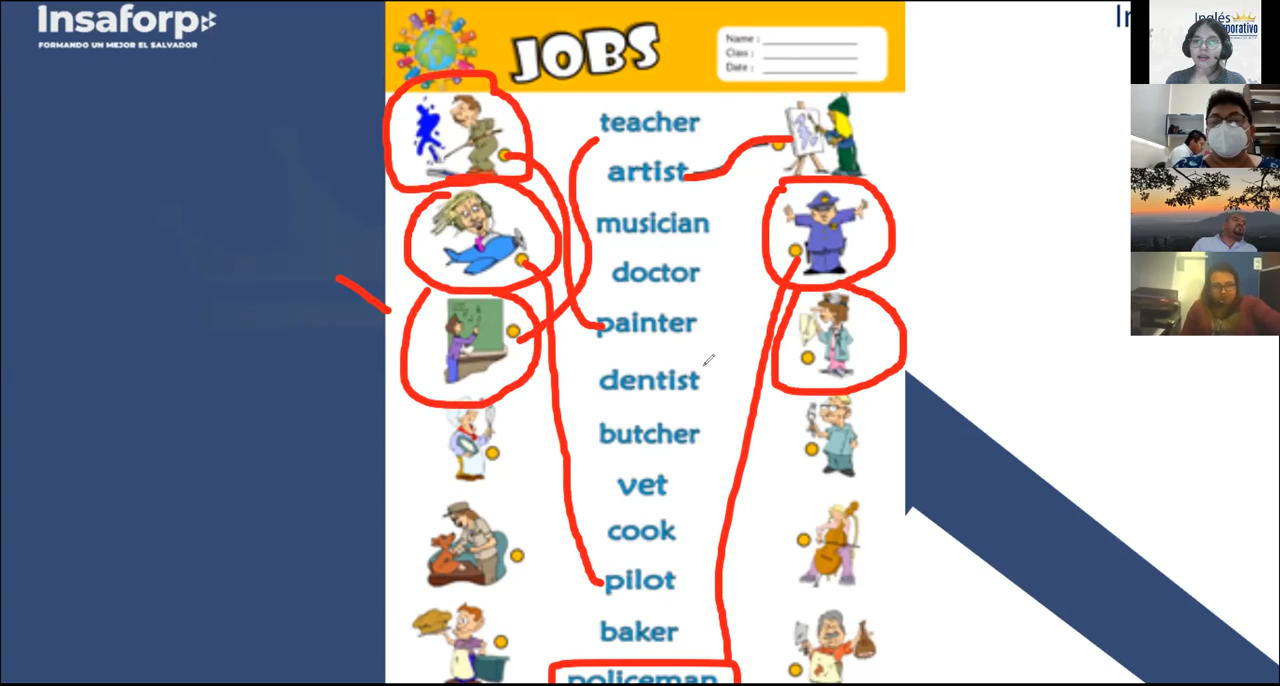 Insaforp
FORMANDO UN MEJOR EL SALVADOR
JOBS
Name :
Class :
Date :
Inglés
teacher
artist
musician
doctor
painter
dentist
butcher
vet
cook
pilot
baker
policeman